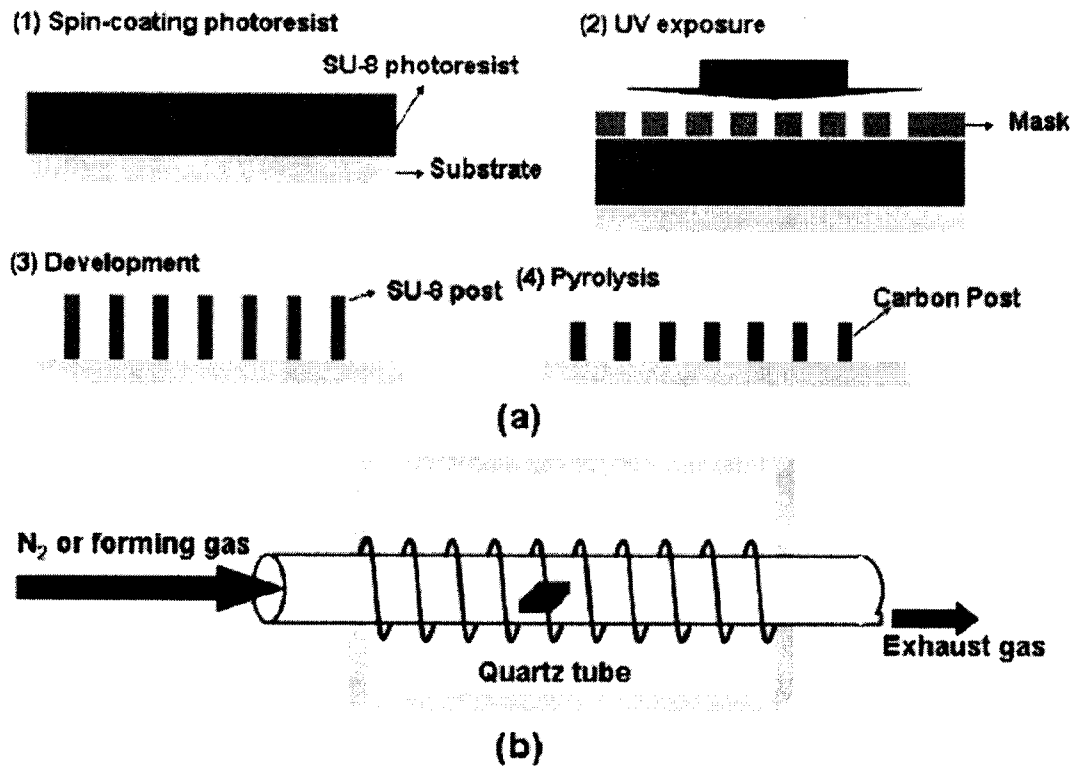 (1) Spin-coating photoresist
SU-8 photoresist
Substrate
(2) UV exposure
Mask
(3) Development
SU-8 post
(4) Pyrolysis
Carbon Post
(a)
N₂ or forming gas
Quartz tube
Exhaust gas
(b)